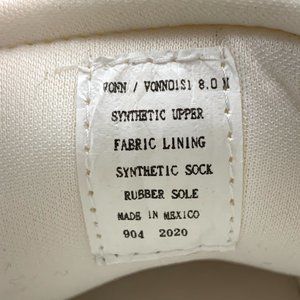 VONN / VONN01S1 8.0 M
SYNTHETIC UPPER
FABRIC LINING
SYNTHETIC SOCK
RUBBER SOLE
MADE IN MEXICO
904 2020